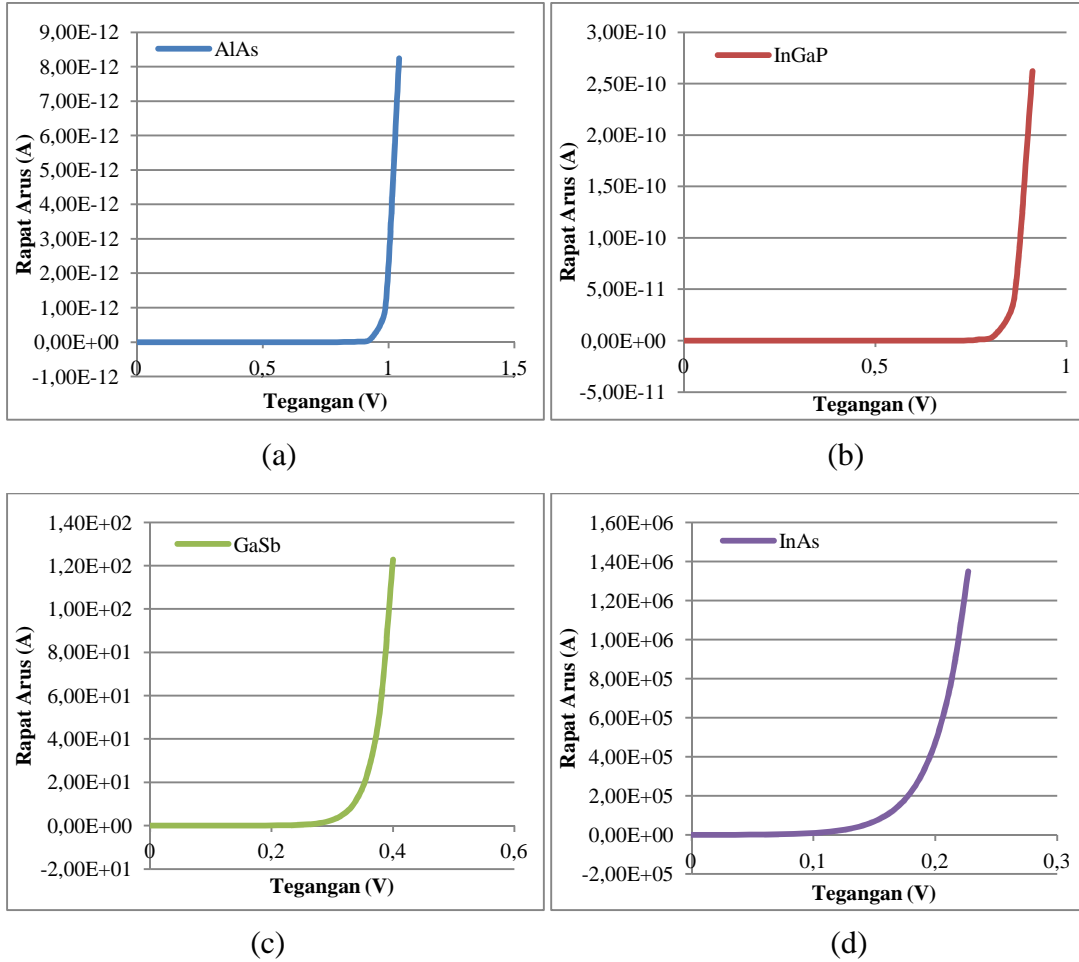 9,00E-12
8,00E-12
7,00E-12
6,00E-12
5,00E-12
4,00E-12
3,00E-12
2,00E-12
1,00E-12
0,00E+00
-1,00E-12
0
0,5
1
1,5
Rapat Arus (A)
Tegangan (V)
AlAs
(a)
3,00E-10
2,50E-10
2,00E-10
1,50E-10
1,00E-10
5,00E-11
0,00E+00
-5,00E-11
0
0,5
1
Rapat Arus (A)
Tegangan (V)
InGaP
(b)
1,40E+02
1,20E+02
1,00E+02
8,00E+01
6,00E+01
4,00E+01
2,00E+01
0,00E+00
-2,00E+01
0
0,2
0,4
0,6
Rapat Arus (A)
Tegangan (V)
GaSb
(c)
1,60E+06
1,40E+06
1,20E+06
1,00E+06
8,00E+05
6,00E+05
4,00E+05
2,00E+05
0,00E+00
-2,00E+05
0
0,1
0,2
0,3
Rapat Arus (A)
Tegangan (V)
InAs
(d)